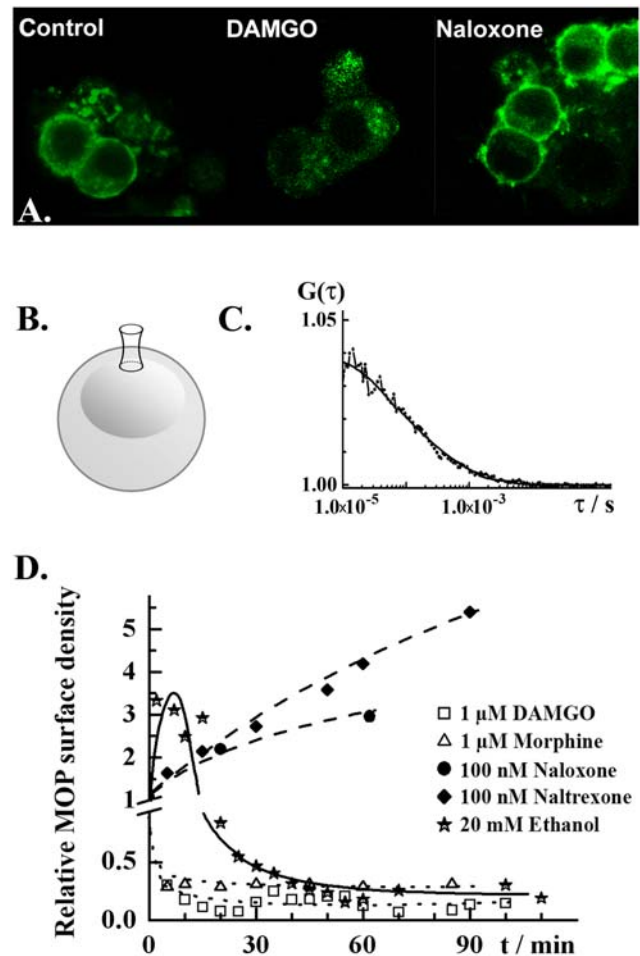 Control DAMGO Naloxone
A.
B.
C.
G(τ)
1.05
1.00
1.0×10⁻⁵ 1.0×10⁻³ τ / s
D.
Relative MOP surface density
5
4
3
2
1
0.5
0.0
0 30 60 90 t / min
1 μM DAMGO
1 μM Morphine
100 nM Naloxone
100 nM Naltrexone
20 mM Ethanol